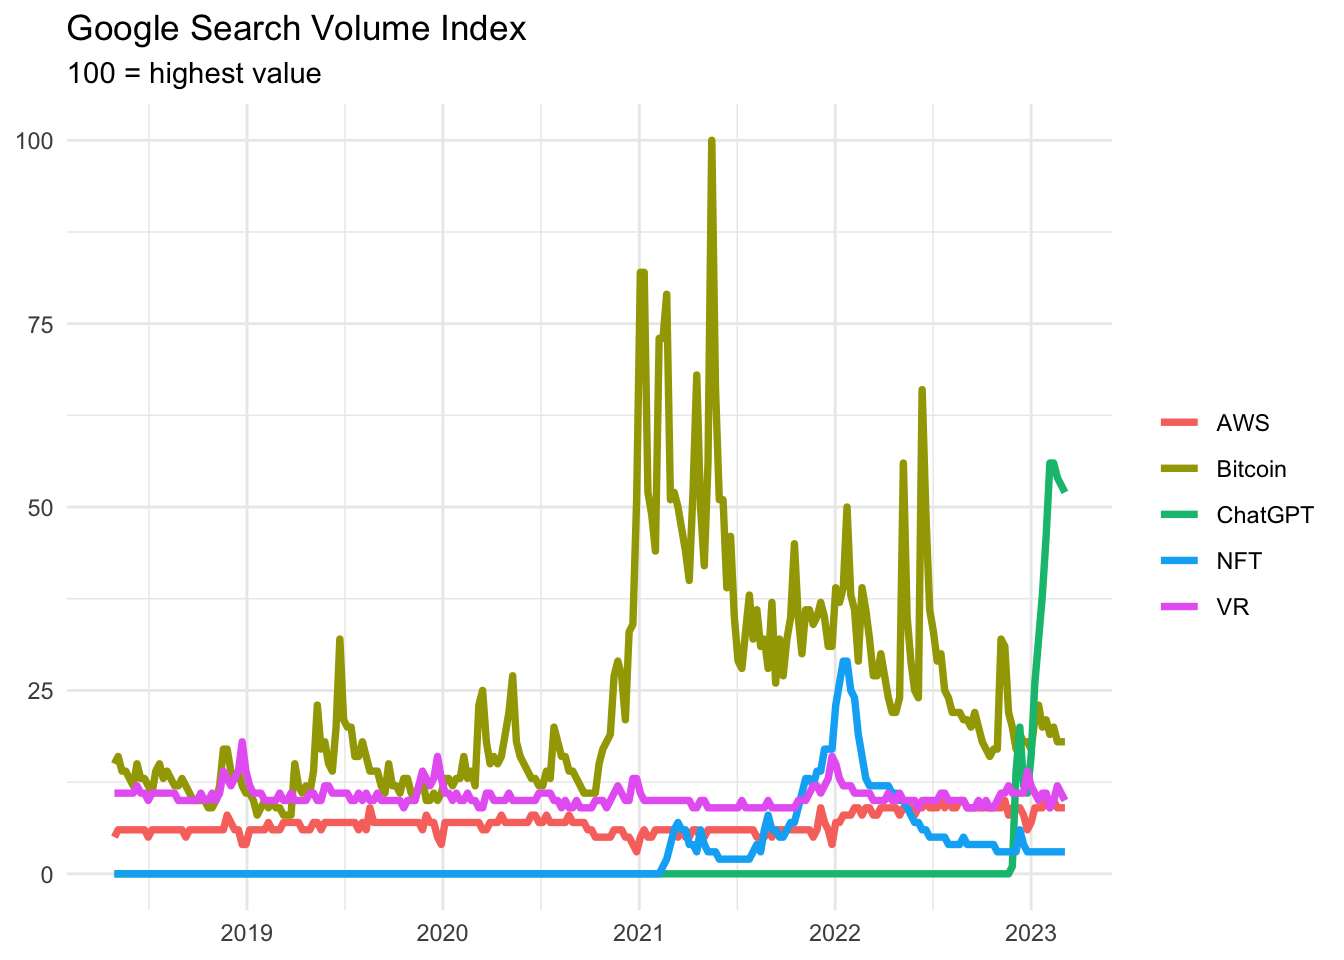 Google Search Volume Index
100 = highest value
100
75
50
25
0
2019 2020 2021 2022 2023
AWS
Bitcoin
ChatGPT
NFT
VR